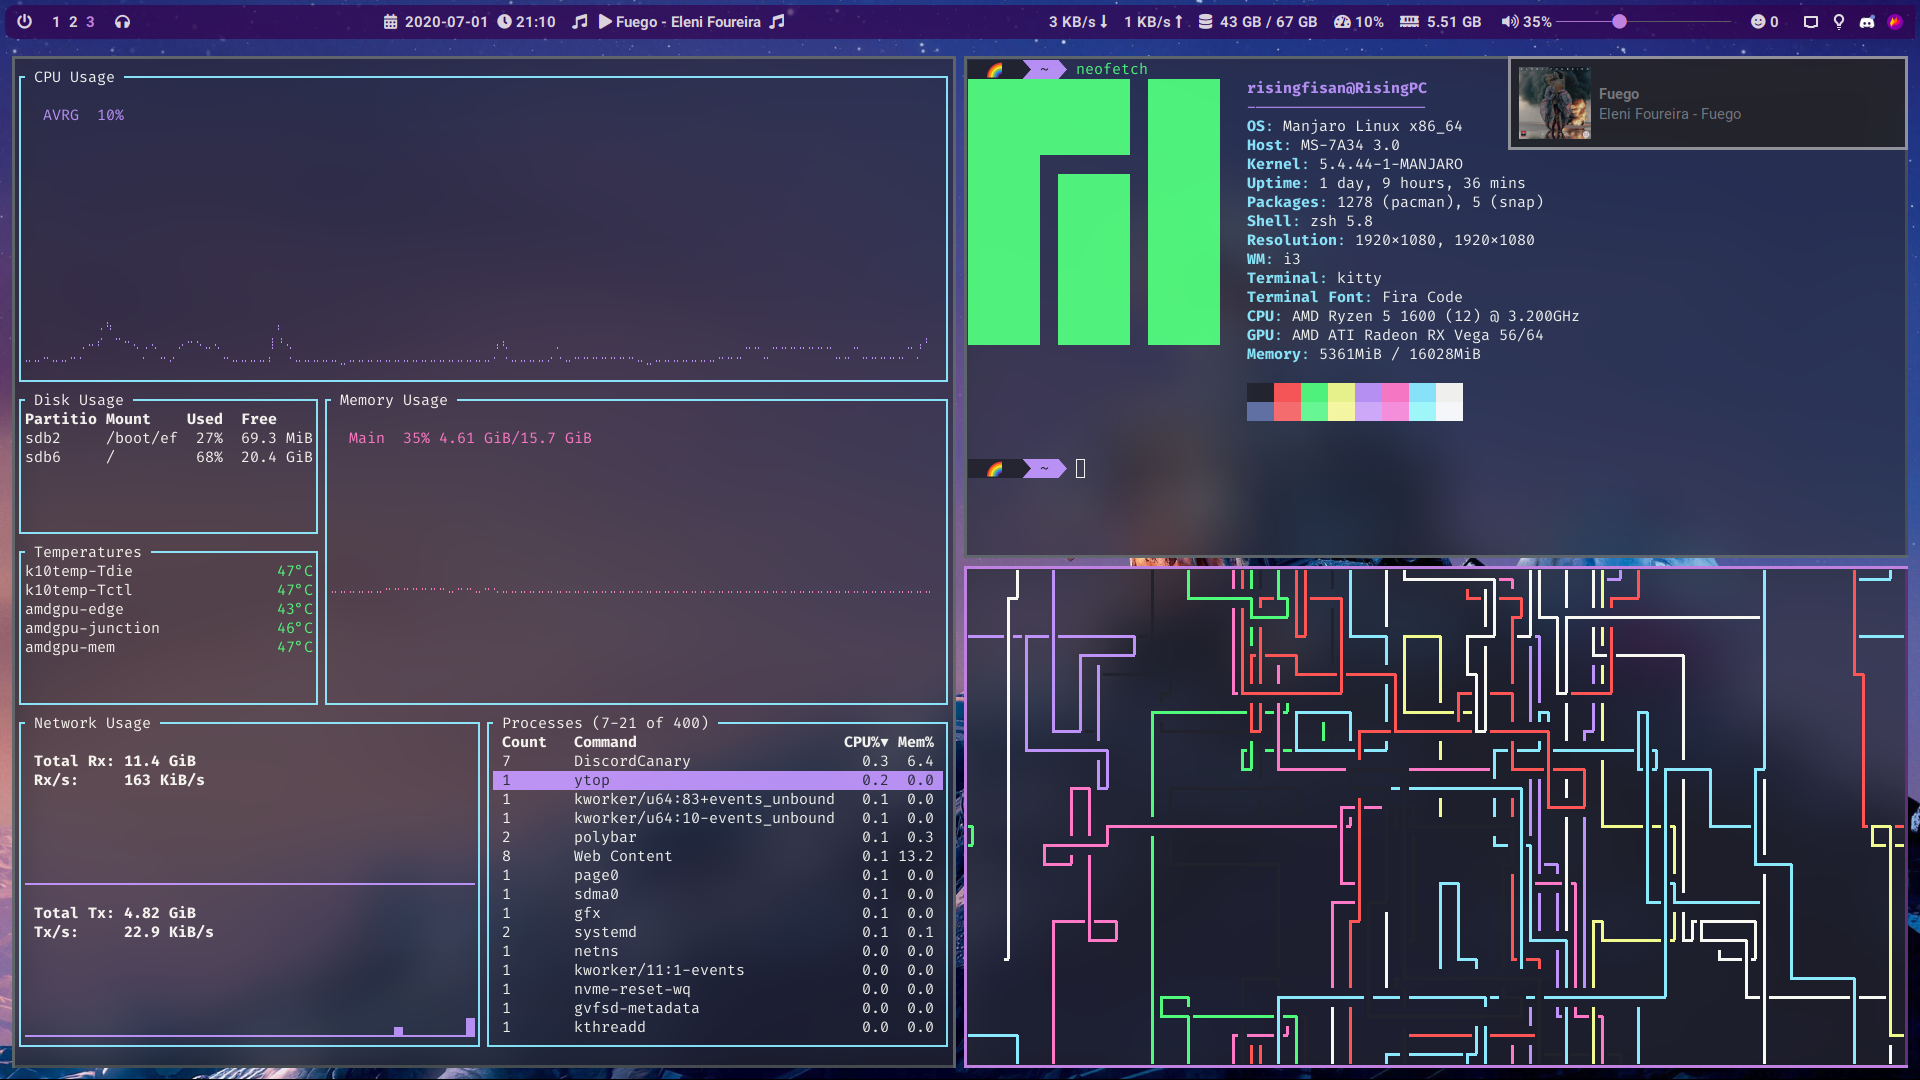 1 2 3
2020-07-01 21:10 Fuego - Eleni Foureira
3 KB/s 1 KB/s 43 GB / 67 GB 10% 5.51 GB 35% 0
CPU Usage
AVRG 10%
Disk Usage
Partitio Mount Used Free
sdb2 /boot/ef 27% 69.3 MiB
sdb6 / 68% 20.4 GiB
Memory Usage
Main 35% 4.61 GiB/15.7 GiB
Temperatures
k10temp-Tdie 47°C
k10temp-Tctl 47°C
amdgpu-edge 43°C
amdgpu-junction 46°C
amdgpu-mem 47°C
Network Usage
Total Rx: 11.4 GiB
Rx/s: 163 KiB/s
Total Tx: 4.82 GiB
Tx/s: 22.9 KiB/s
Processes (7-21 of 400)
Count Command CPU%▼ Mem%
7 DiscordCanary 0.3 6.4
1 ytop 0.2 0.0
1 kworker/u64:83+events_unbound 0.1 0.0
1 kworker/u64:10-events_unbound 0.1 0.0
2 polybar 0.1 0.3
8 Web Content 0.1 13.2
1 page0 0.1 0.0
1 sdma0 0.1 0.0
1 gfx 0.1 0.0
2 systemd 0.1 0.1
1 netns 0.0 0.0
1 kworker/11:1-events 0.0 0.0
1 nvme-reset-wq 0.0 0.0
1 gvfsd-metadata 0.0 0.0
1 kthreadd 0.0 0.0
~ neofetch
risingfisan@RisingPC
--------------------
OS: Manjaro Linux x86_64
Host: MS-7A34 3.0
Kernel: 5.4.44-1-MANJARO
Uptime: 1 day, 9 hours, 36 mins
Packages: 1278 (pacman), 5 (snap)
Shell: zsh 5.8
Resolution: 1920×1080, 1920×1080
WM: i3
Terminal: kitty
Terminal Font: Fira Code
CPU: AMD Ryzen 5 1600 (12) @ 3.200GHz
GPU: AMD ATI Radeon RX Vega 56/64
Memory: 5361MiB / 16028MiB
~
Fuego
Eleni Foureira - Fuego